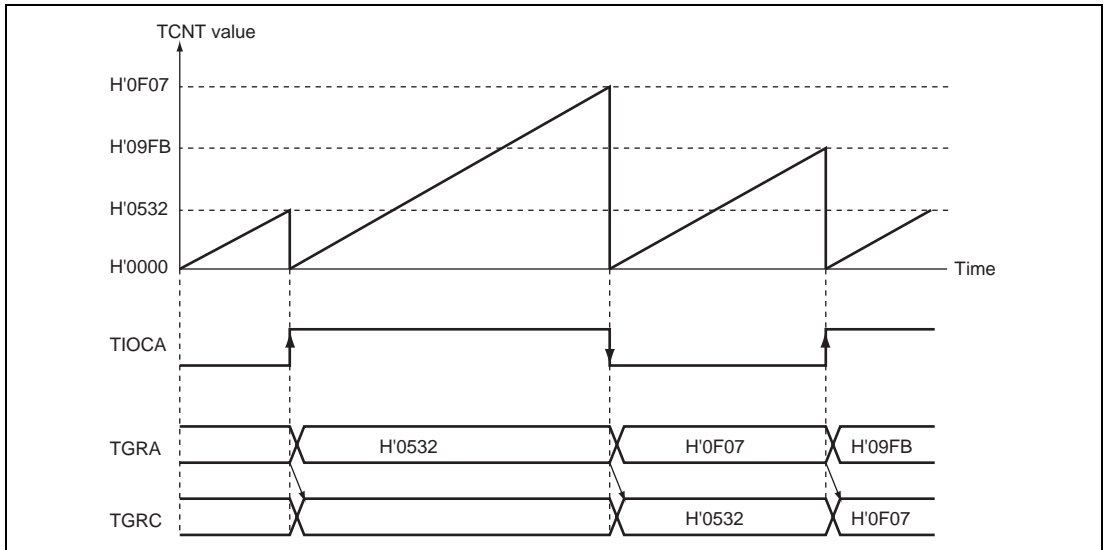 TCNT value
H'0F07
H'09FB
H'0532
H'0000
Time
TIOCA
TGRA
H'0532
H'0F07
H'09FB
TGRC
H'0532
H'0F07